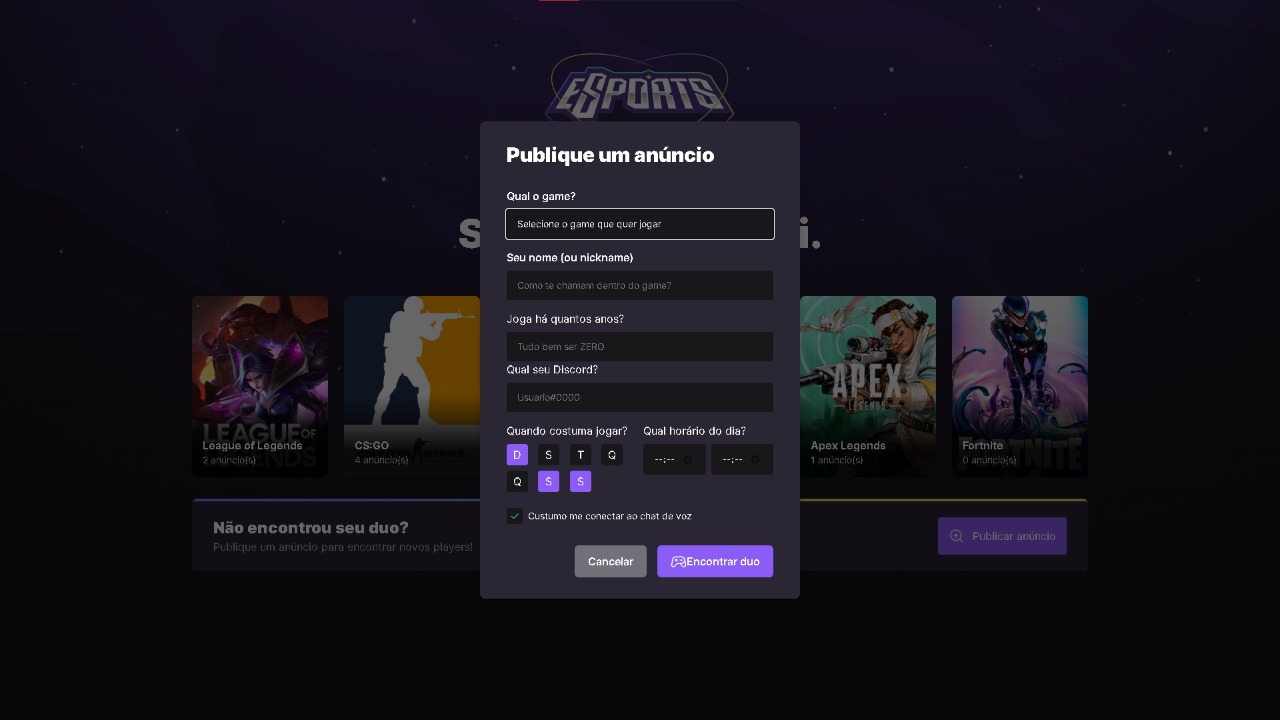 ESPORTS
Publique um anúncio
Qual o game?
Selecione o game que quer jogar
S i.
Seu nome (ou nickname)
Como te chamam dentro do game?
Joga há quantos anos?
Tudo bem ser ZERO
Qual seu Discord?
Usuario#0000
Quando costuma jogar? Qual horário do dia?
D S T Q --:-- --:--
Q S S
Custumo me conectar ao chat de voz
Cancelar Encontrar duo
LEAGUE OF
League of Legends
2 anúncio(s)
CS:GO
4 anúncio(s)
APEX
LEGENDS
Apex Legends
1 anúncio(s)
Fortnite
0 anúncio(s)
Não encontrou seu duo?
Publique um anúncio para encontrar novos players!
Publicar anúncio